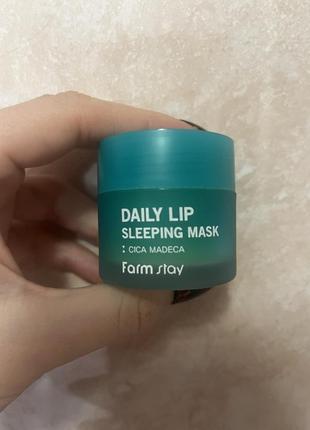 DAILY LIP
SLEEPING MASK
: CICA MADECA
Farm stay